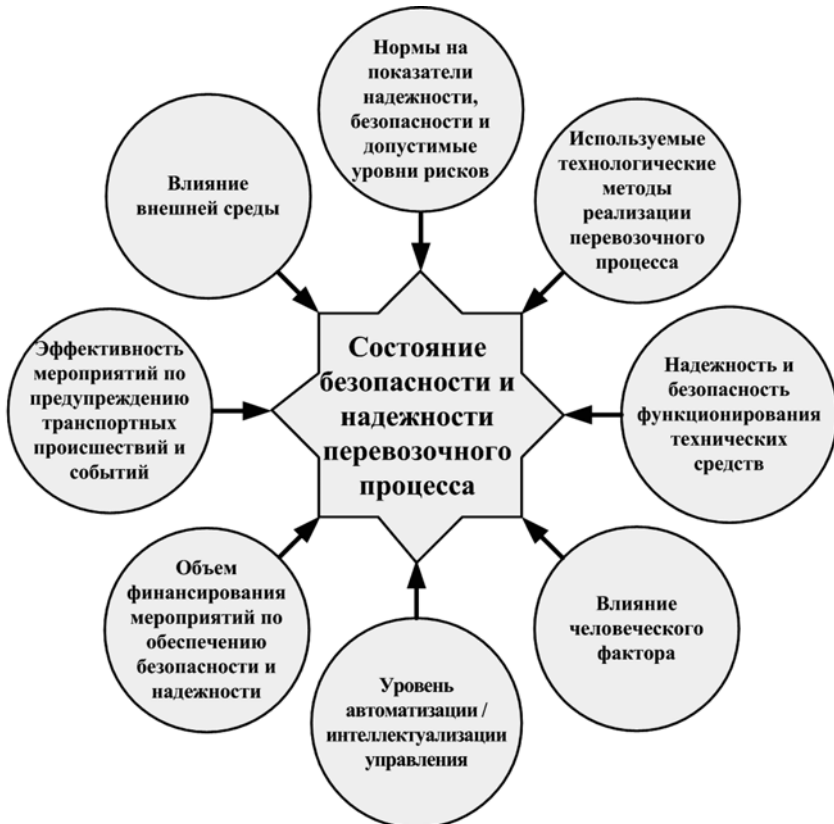 Нормы на
показатели
надежности,
безопасности и
допустимые
уровни рисков
Используемые
технологические
методы
реализации
перевозочного
процесса
Надежность и
безопасность
функционирования
технических
средств
Влияние
человеческого
фактора
Уровень
автоматизации /
интеллектуализации
управления
Объем
финансирования
мероприятий по
обеспечению
безопасности и
надежности
Эффективность
мероприятий по
предупреждению
транспортных
происшествий и
событий
Влияние
внешней среды
Состояние
безопасности и
надежности
перевозочного
процесса